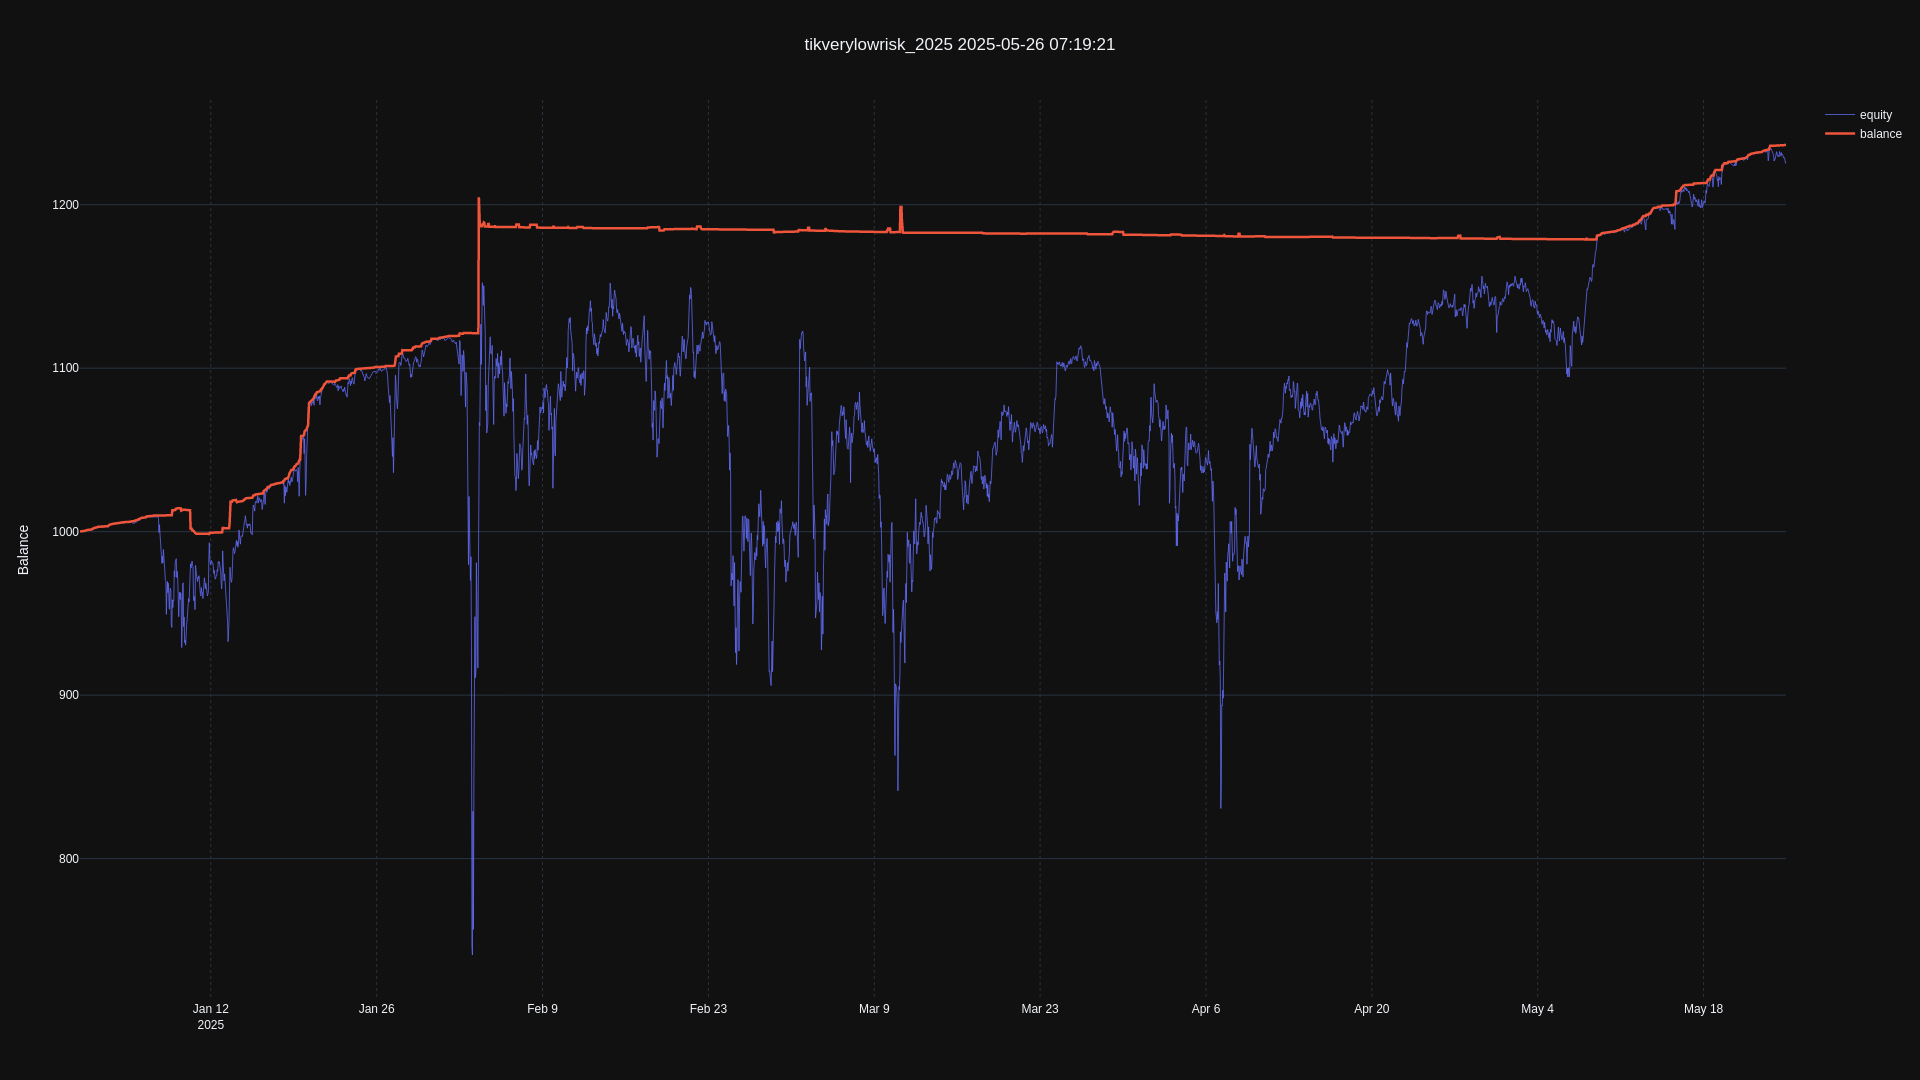 tikverylowrisk_2025 2025-05-26 07:19:21
equity
balance
Balance
1200
1100
1000
900
800
Jan 12
2025
Jan 26
Feb 9
Feb 23
Mar 9
Mar 23
Apr 6
Apr 20
May 4
May 18